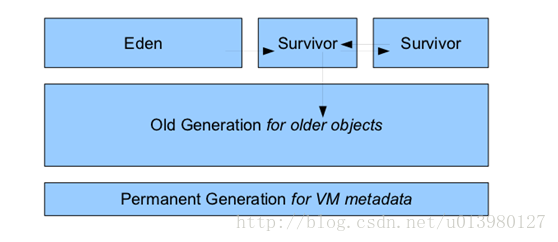 Eden
Survivor
Survivor
Old Generation for older objects
Permanent Generation for VM metadata
http://blog.csdn.net/u013980127